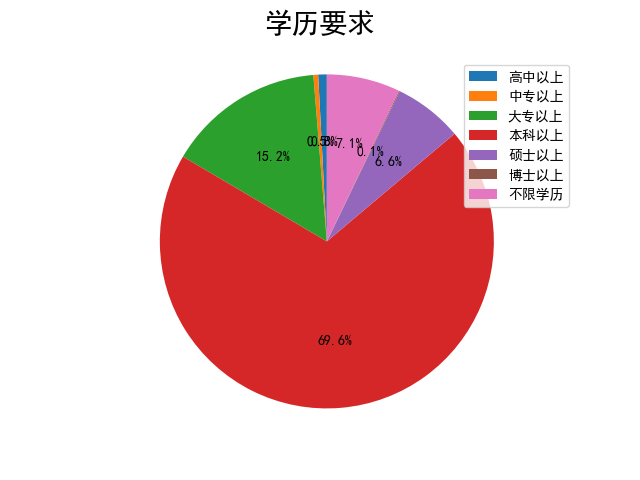 学历要求
高中以上
中专以上
大专以上
本科以上
硕士以上
博士以上
不限学历
7.1%
0.1%
15.2%
6.6%
69.6%